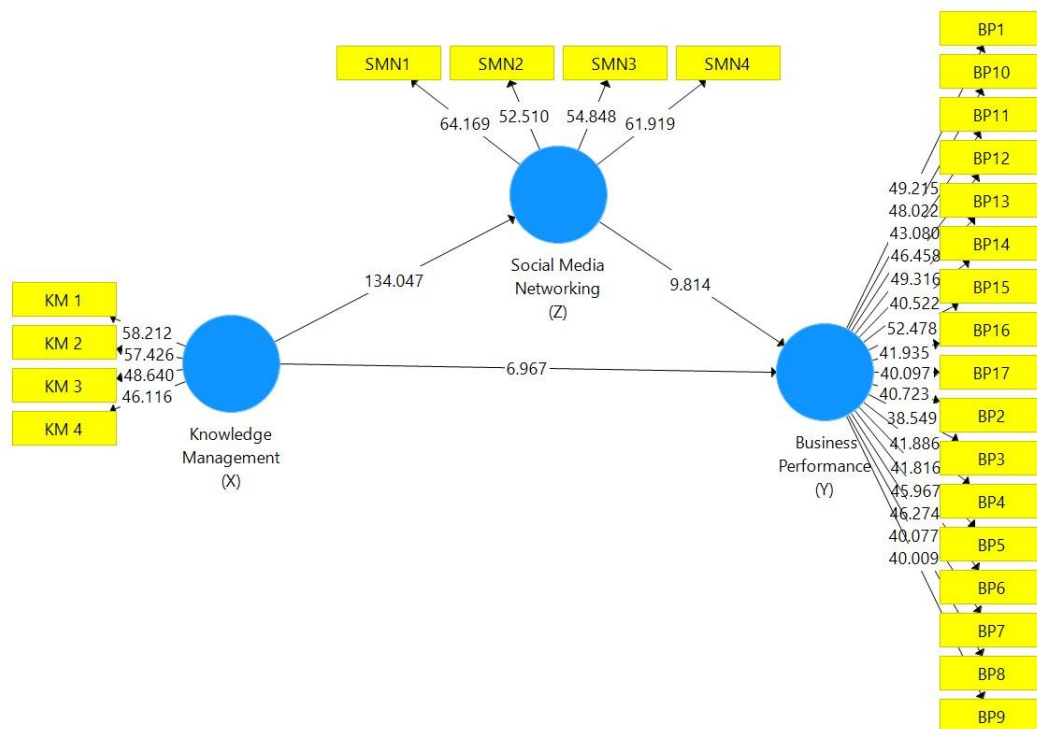 SMN1
SMN2
SMN3
SMN4
64.169
52.510
54.848
61.919
Social Media
Networking
(Z)
134.047
9.814
6.967
KM 1
KM 2
KM 3
KM 4
58.212
57.426
48.640
46.116
Knowledge
Management
(X)
Business
Performance
(Y)
49.215
48.022
43.080
46.458
49.316
40.522
52.478
41.935
40.097
40.723
38.549
41.886
41.816
45.967
46.274
40.077
40.009
BP1
BP10
BP11
BP12
BP13
BP14
BP15
BP16
BP17
BP2
BP3
BP4
BP5
BP6
BP7
BP8
BP9